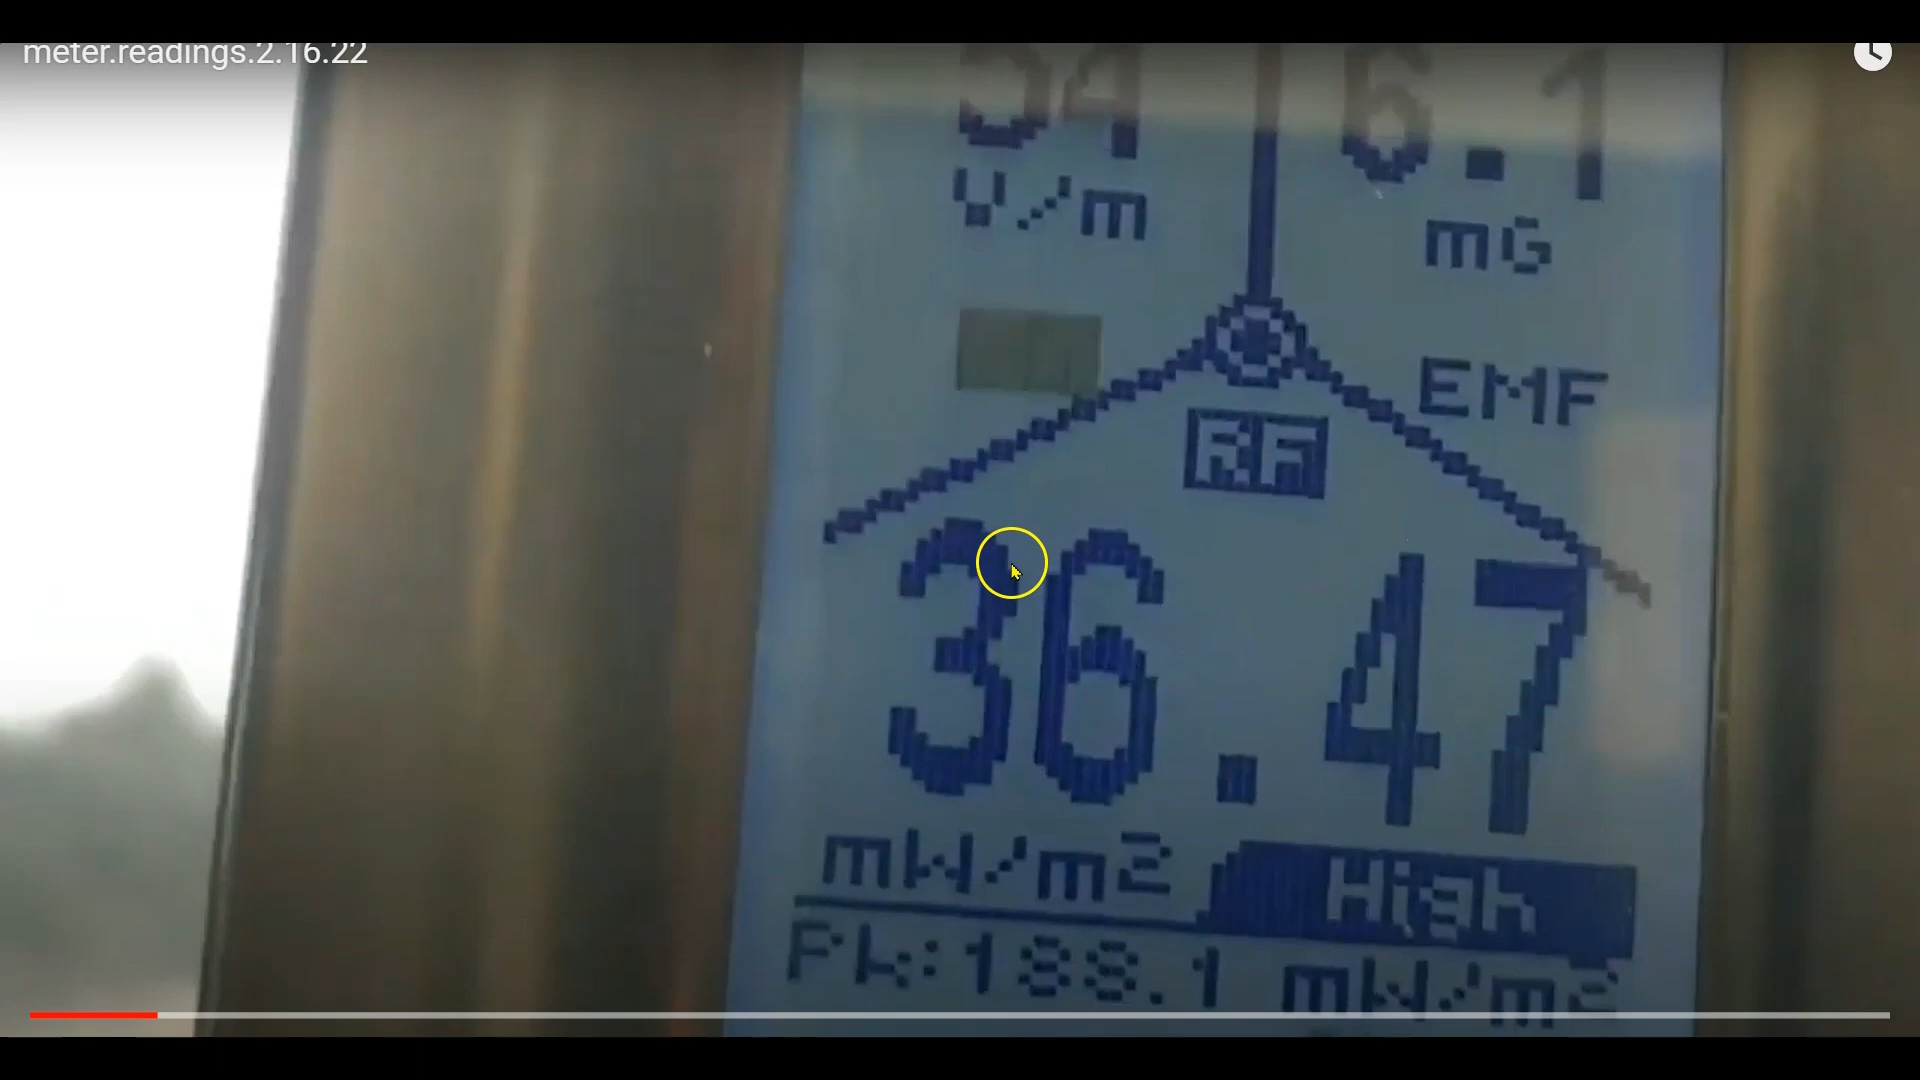 meter.readings.2.16.22
54 6.1
V/m mG
EMF
RF
36.47
mW/m2 High
Pk:188.1 mW/m2